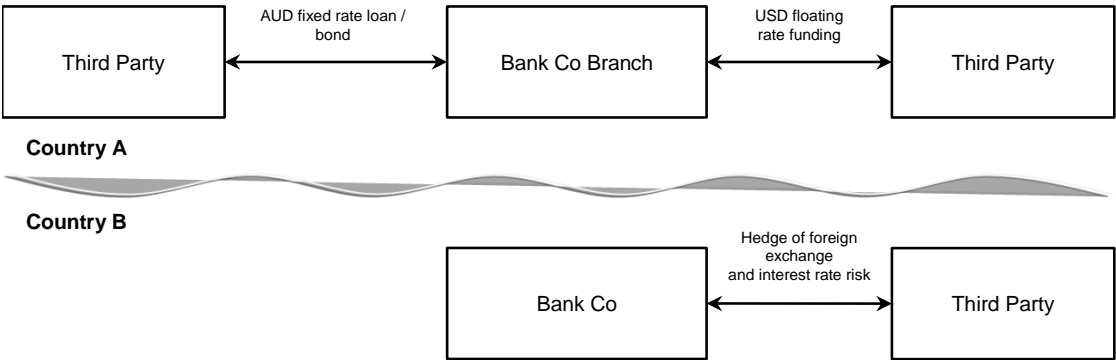 AUD fixed rate loan /
bond
USD floating
rate funding
Third Party
Bank Co Branch
Third Party
Country A
Country B
Hedge of foreign
exchange
and interest rate risk
Bank Co
Third Party